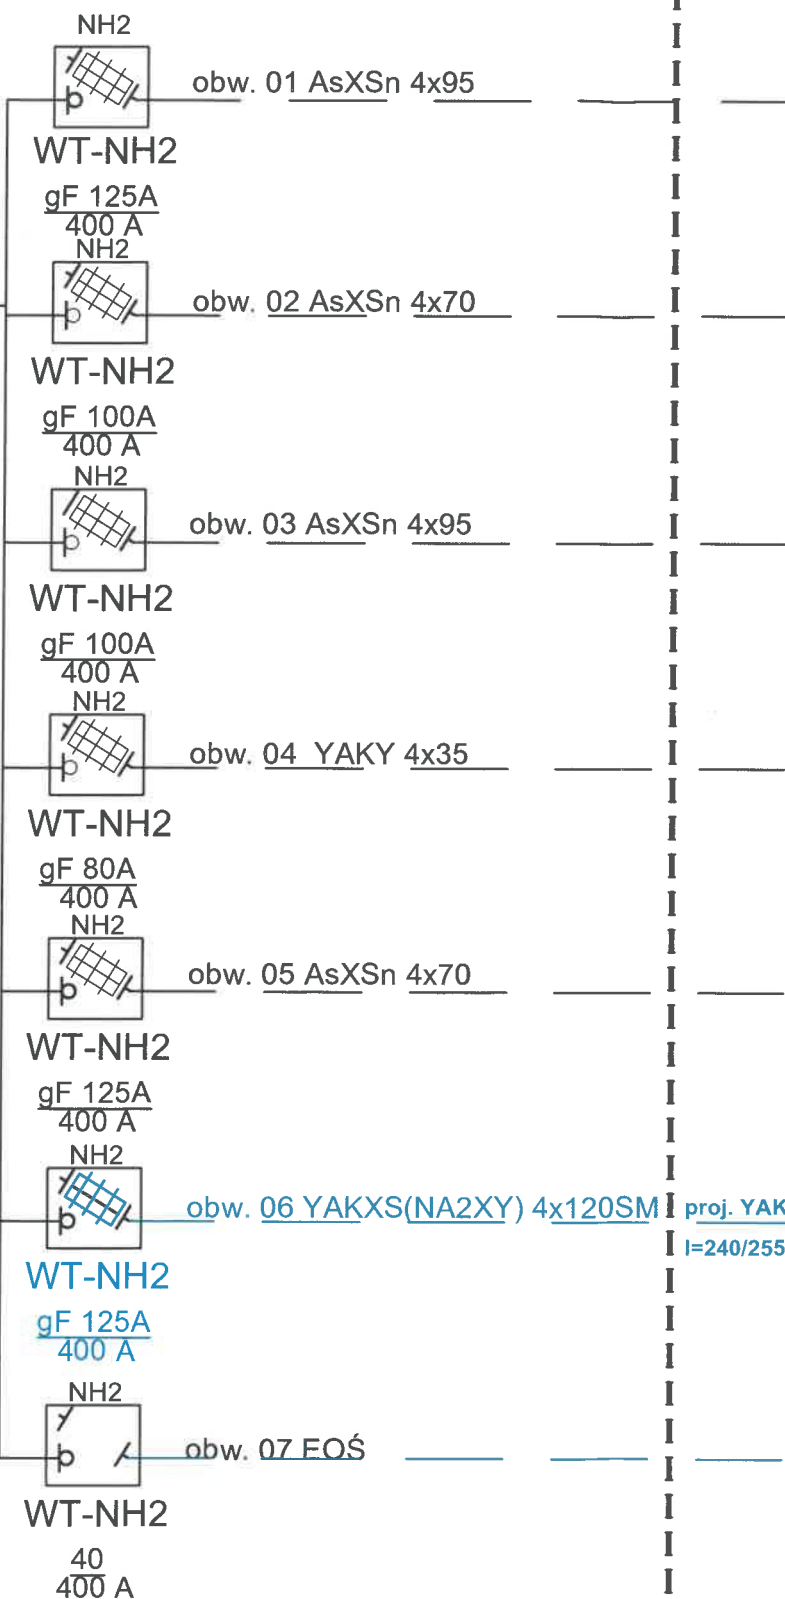 NH2
obw. 01 AsXSn 4x95
WT-NH2
gF 125A
400 A
NH2
obw. 02 AsXSn 4x70
WT-NH2
gF 100A
400 A
NH2
obw. 03 AsXSn 4x95
WT-NH2
gF 100A
400 A
NH2
obw. 04 YAKY 4x35
WT-NH2
gF 80A
400 A
NH2
obw. 05 AsXSn 4x70
WT-NH2
gF 125A
400 A
NH2
obw. 06 YAKXS(NA2XY) 4x120SM
proj. YAK
l=240/255
WT-NH2
gF 125A
400 A
NH2
obw. 07 EOŚ
WT-NH2
40
400 A